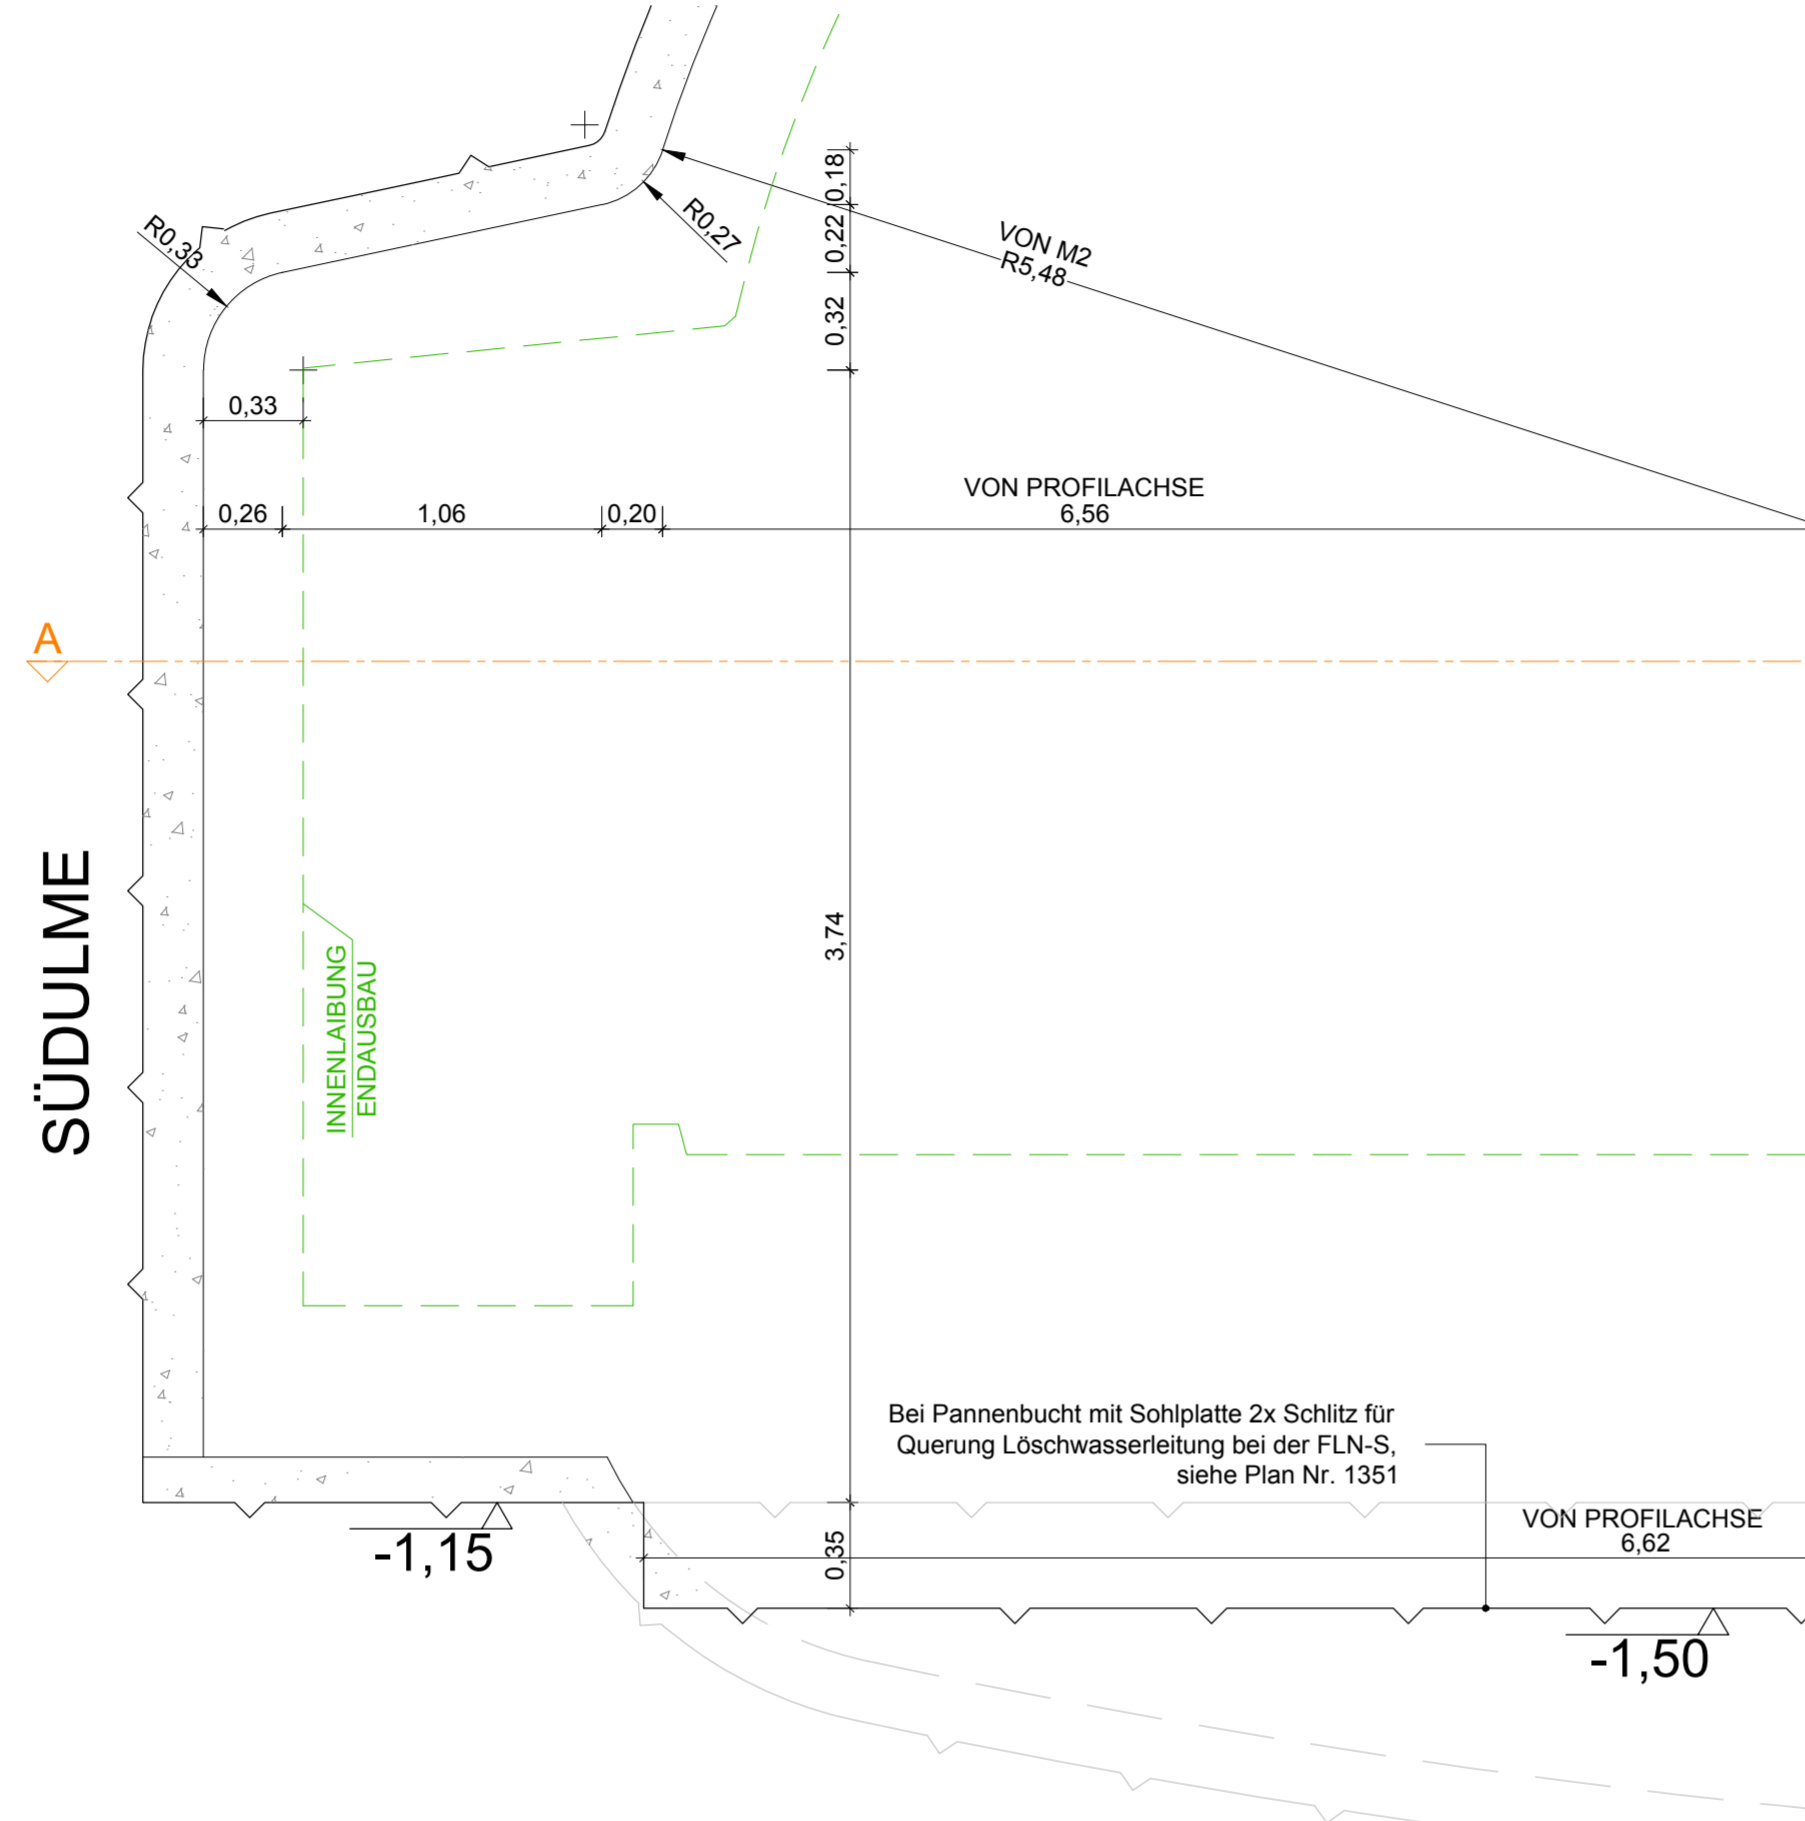 0,18
R0,33
R0,27
0,22
VON M2
R5,48
0,32
0,33
VON PROFILACHSE
0,26
1,06
0,20
6,56
A
SÜDULME
3,74
INNENLAIBUNG
ENDAUSBAU
Bei Pannenbucht mit Sohlplatte 2x Schlitz für
Querung Löschwasserleitung bei der FLN-S,
siehe Plan Nr. 1351
VON PROFILACHSE
6,62
-1,15
0,35
-1,50